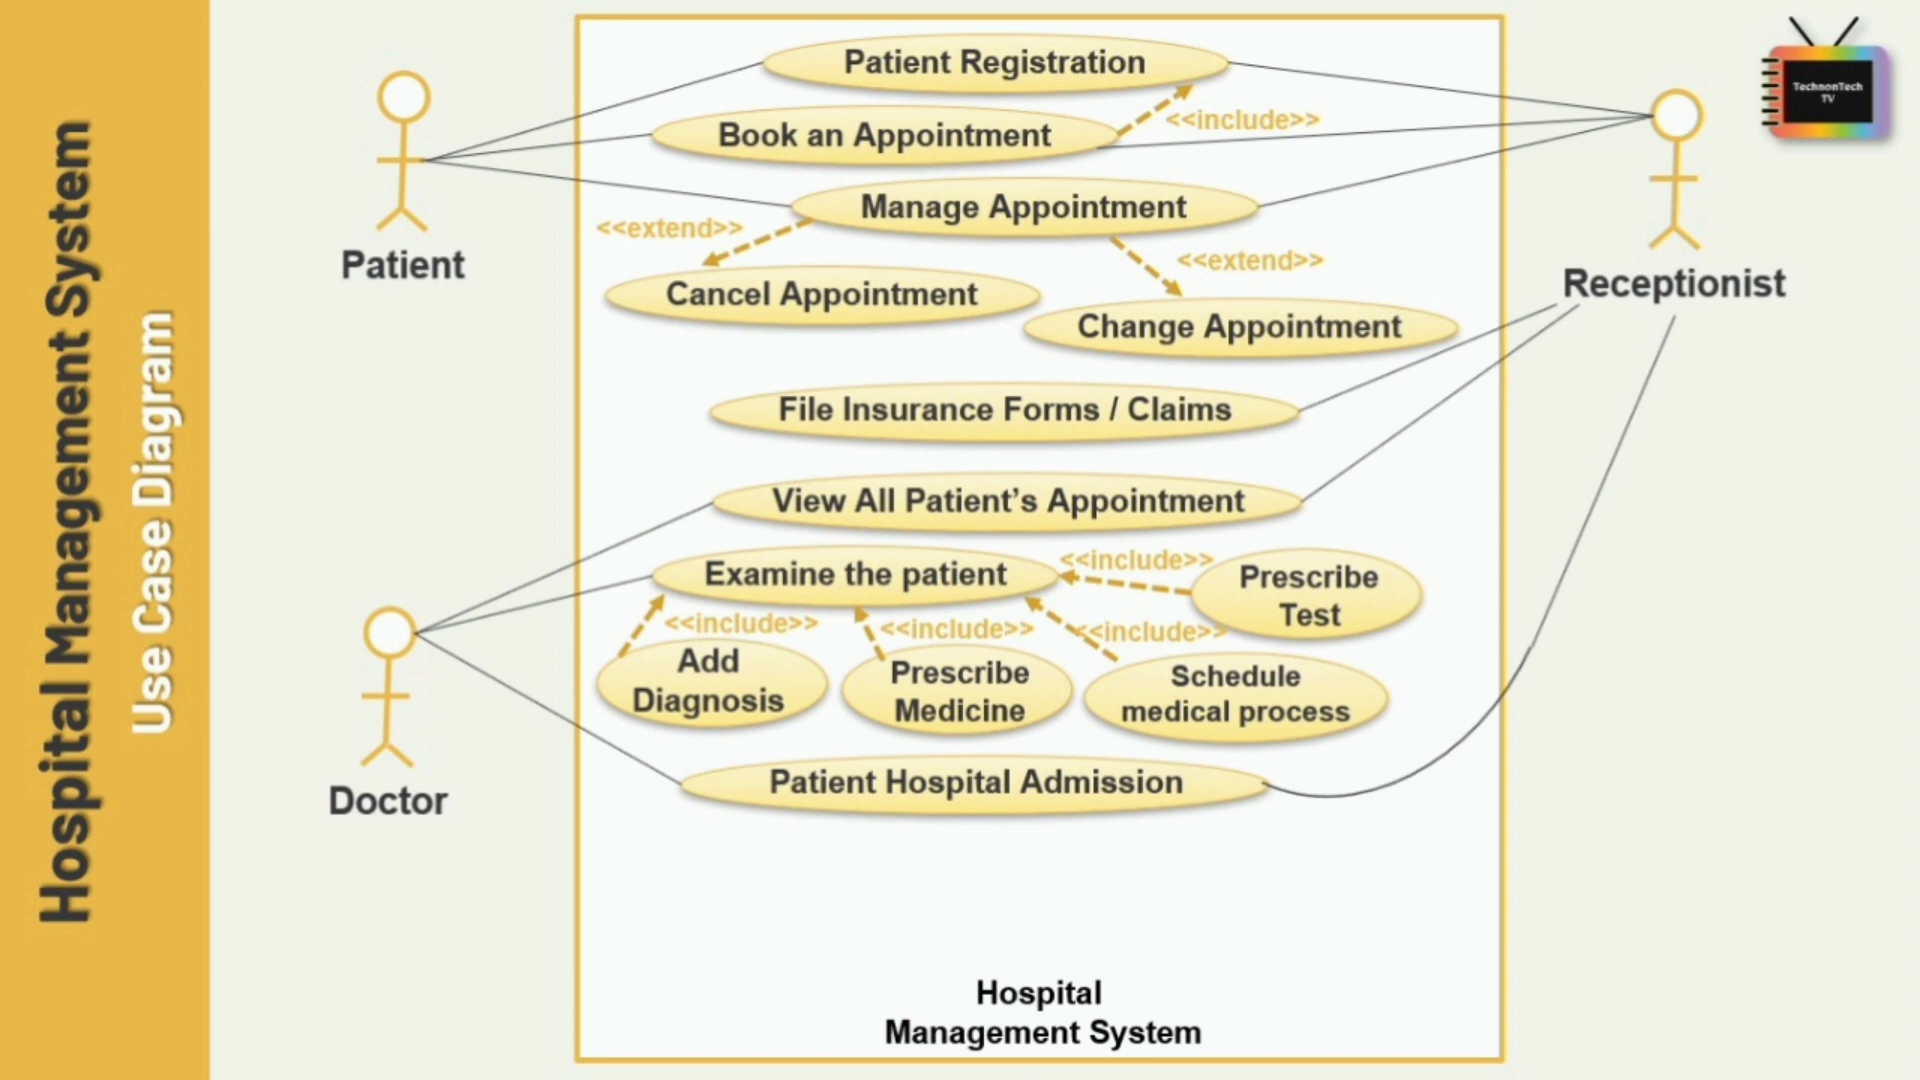 Hospital Management System
Use Case Diagram
TechnonTech
TV
Patient Registration
<<include>>
Book an Appointment
Manage Appointment
<<extend>>
<<extend>>
Patient
Receptionist
Cancel Appointment
Change Appointment
File Insurance Forms / Claims
View All Patient’s Appointment
<<include>>
Examine the patient
Prescribe
Test
<<include>>
<<include>>
<<include>>
Add
Diagnosis
Prescribe
Medicine
Schedule
medical process
Patient Hospital Admission
Doctor
Hospital
Management System